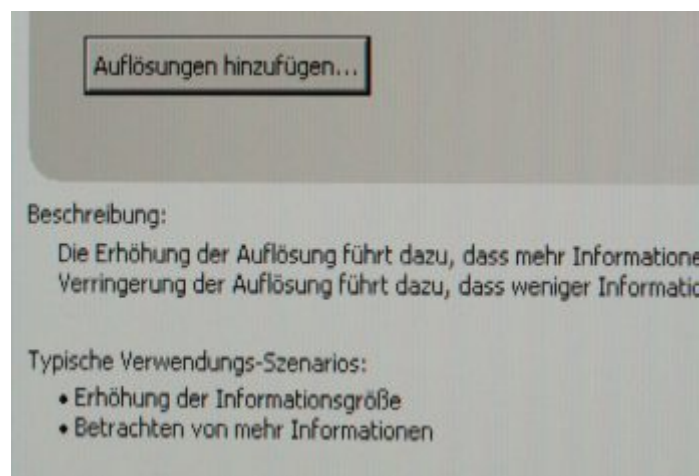 Auflösungen hinzufügen...
Beschreibung:
Die Erhöhung der Auflösung führt dazu, dass mehr Informatione
Verringerung der Auflösung führt dazu, dass weniger Informatio
Typische Verwendungs-Szenarios:
• Erhöhung der Informationsgröße
• Betrachten von mehr Informationen